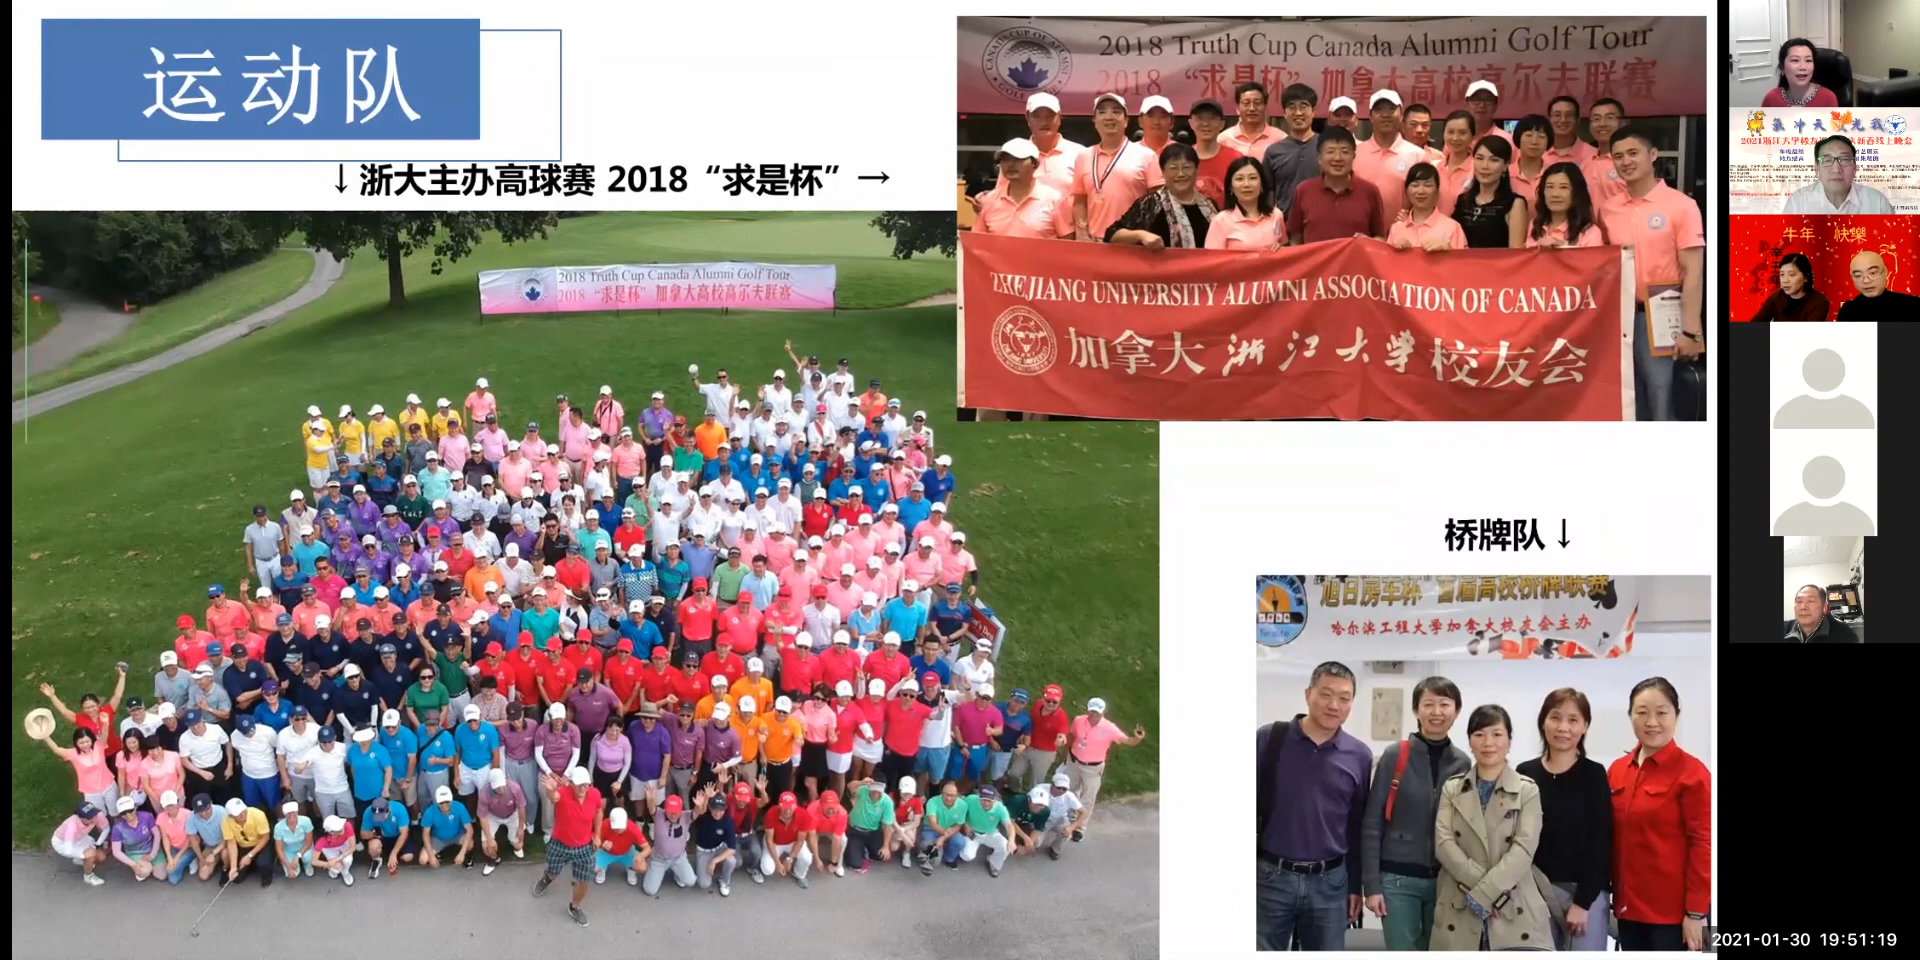 运动队
↓浙大主办高球赛 2018 “求是杯”→
2018 Truth Cup Canada Alumni Golf Tour
2018 “求是杯” 加拿大高校高尔夫联赛
2018 Truth Cup Canada Alumni Golf Tour
2018 “求是杯” 加拿大高校高尔夫联赛
ZHEJIANG UNIVERSITY ALUMNI ASSOCIATION OF CANADA
加拿大浙江大学校友会
桥牌队↓
“旭日房车杯”首届高校桥牌联赛
哈尔滨工程大学加拿大校友会主办
牛年 快樂
2021-01-30 19:51:19